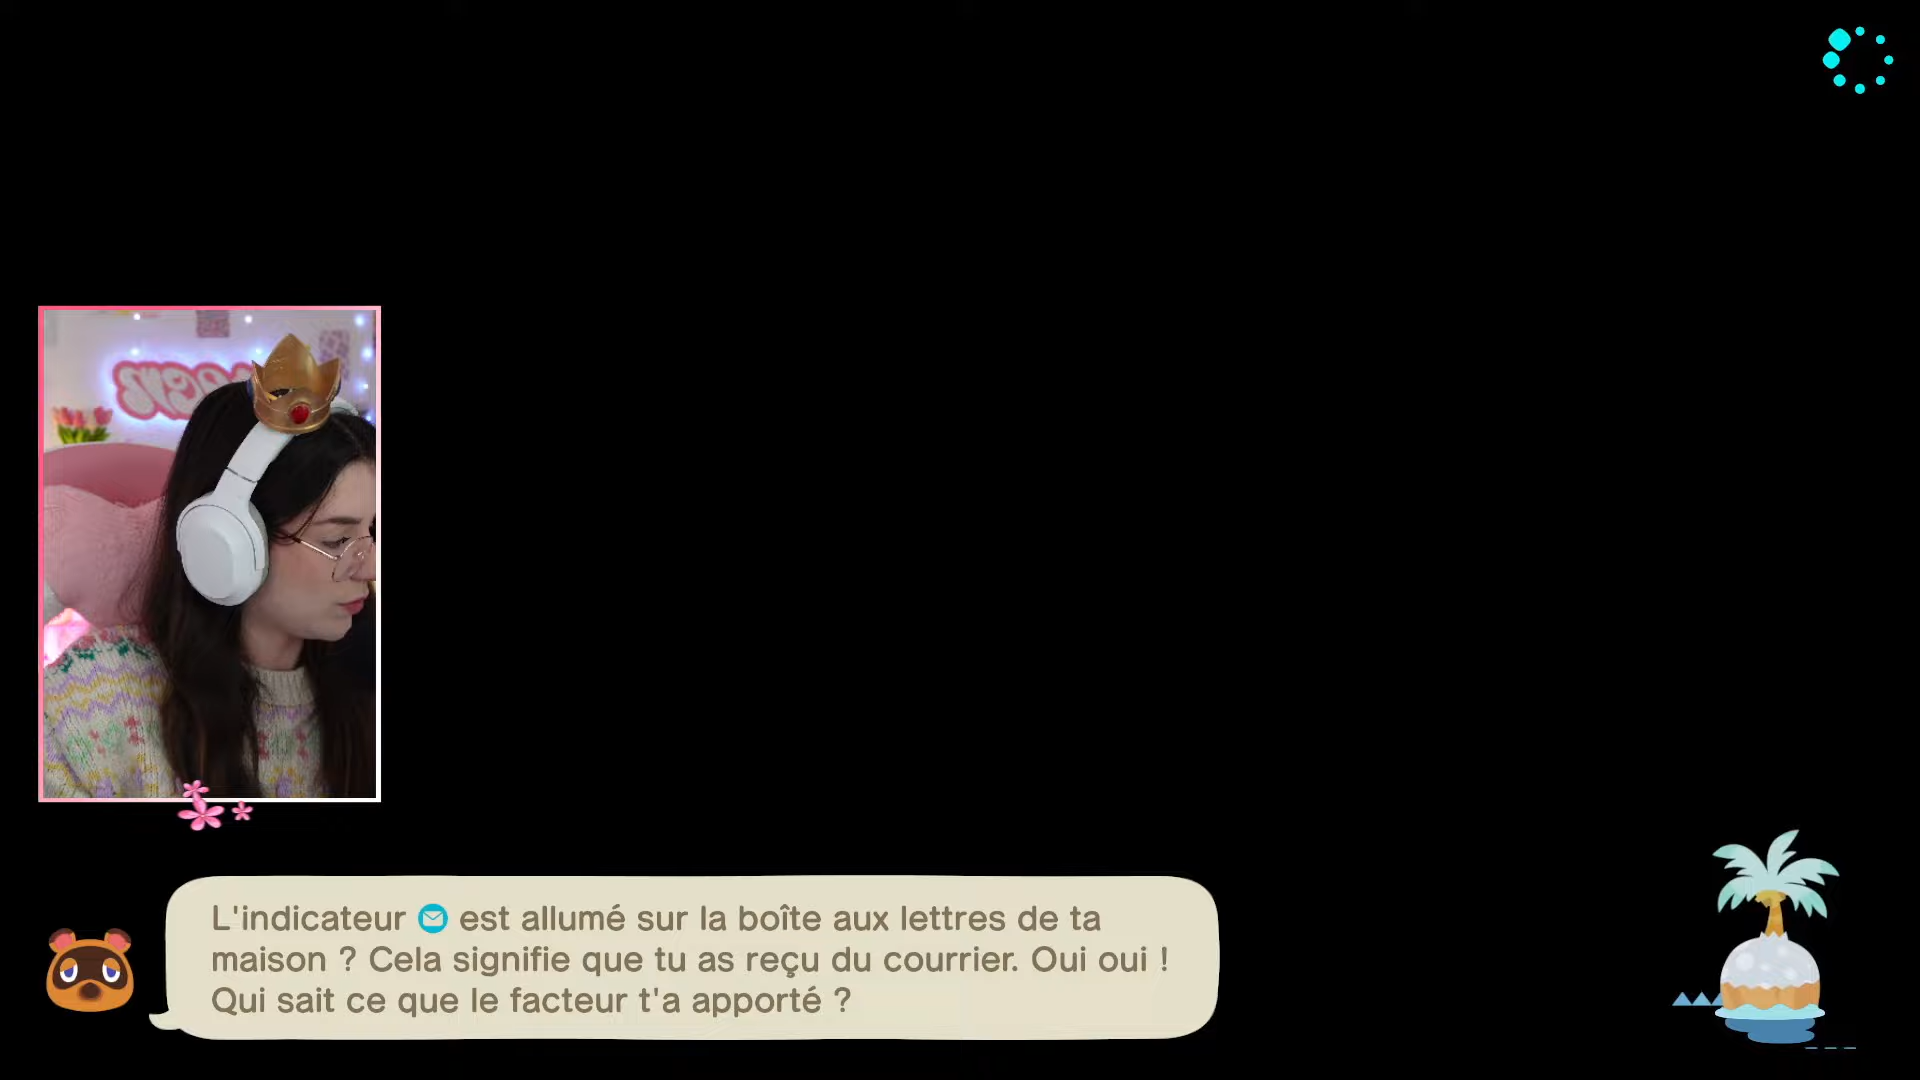 L'indicateur est allumé sur la boîte aux lettres de ta
maison ? Cela signifie que tu as reçu du courrier. Oui oui !
Qui sait ce que le facteur t'a apporté ?